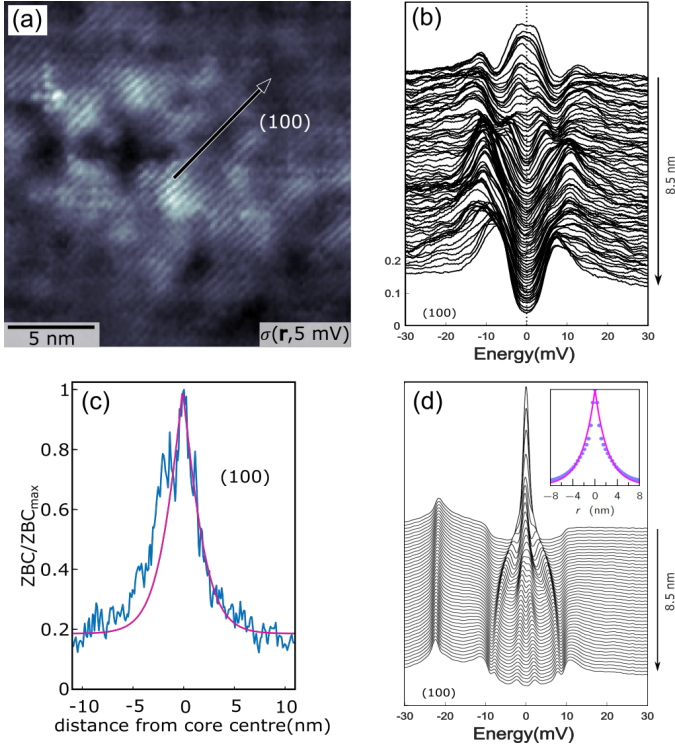 (a)
(100)
5 nm
σ(r,5 mV)
(b)
8.5 nm
0.2
0.1
0
(100)
-30 -20 -10 0 10 20 30
Energy(mV)
(c)
1
0.8
0.6
0.4
0.2
0
ZBC/ZBCmax
(100)
-10 -5 0 5 10
distance from core centre(nm)
(d)
-8 -4 0 4 8
r (nm)
8.5 nm
(100)
-30 -20 -10 0 10 20 30
Energy(mV)